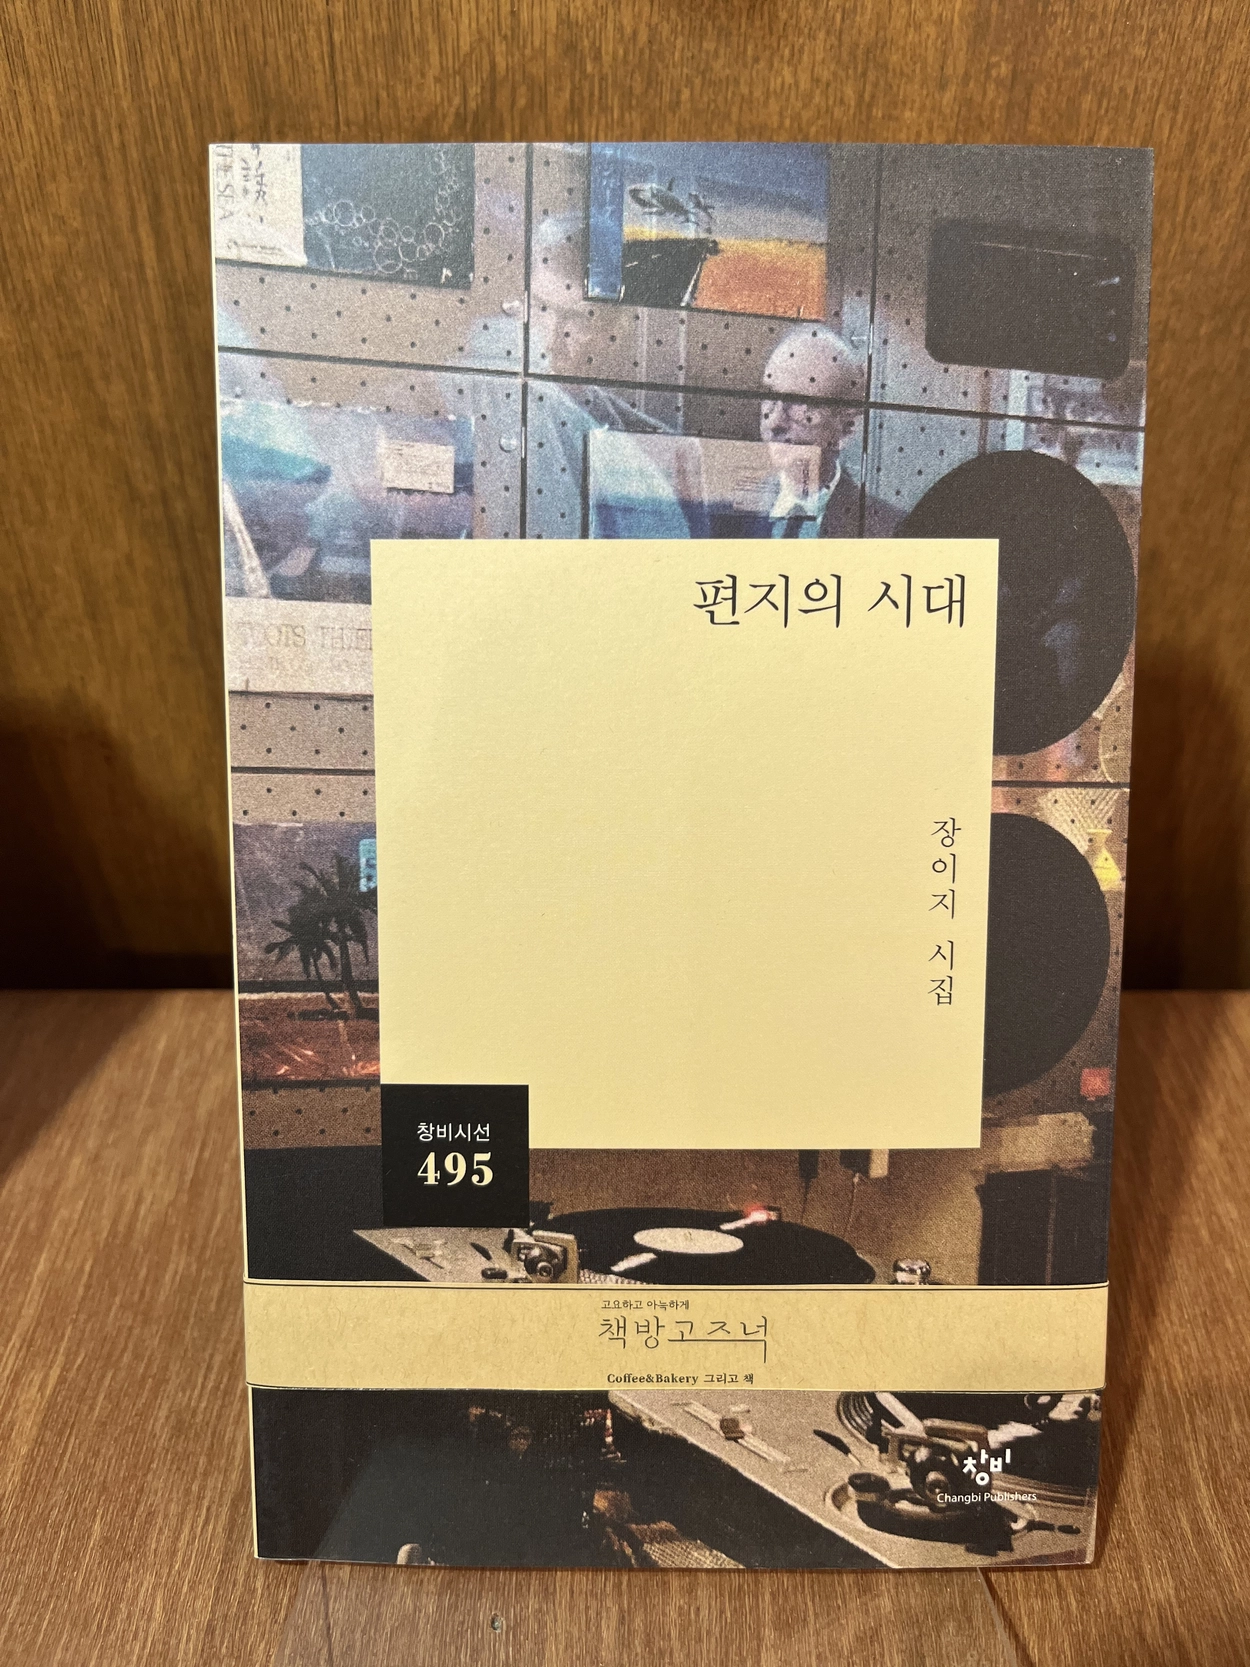 THE SEA
편지의 시대
장이지 시집
창비시선
495
고요하고 아늑하게
책방고즈넉
Coffee&Bakery 그리고 책
창비
Changbi Publishers